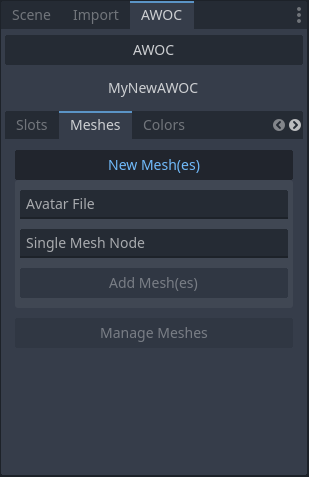 Scene Import AWOC
AWOC
MyNewAWOC
Slots Meshes Colors
New Mesh(es)
Avatar File
Single Mesh Node
Add Mesh(es)
Manage Meshes